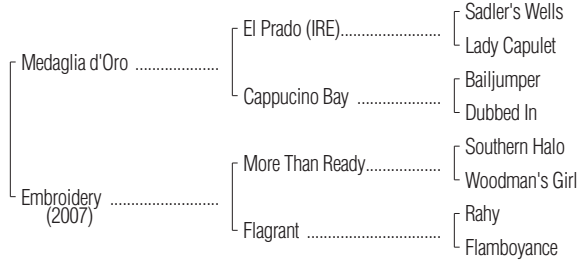 Sadler's Wells
El Prado (IRE)........................
Lady Capulet
Medaglia d'Oro ....................
Bailjumper
Cappucino Bay ....................
Dubbed In
Southern Halo
More Than Ready..................
Woodman's Girl
Embroidery ..........................
(2007)
Rahy
Flagrant ................................
Flamboyance